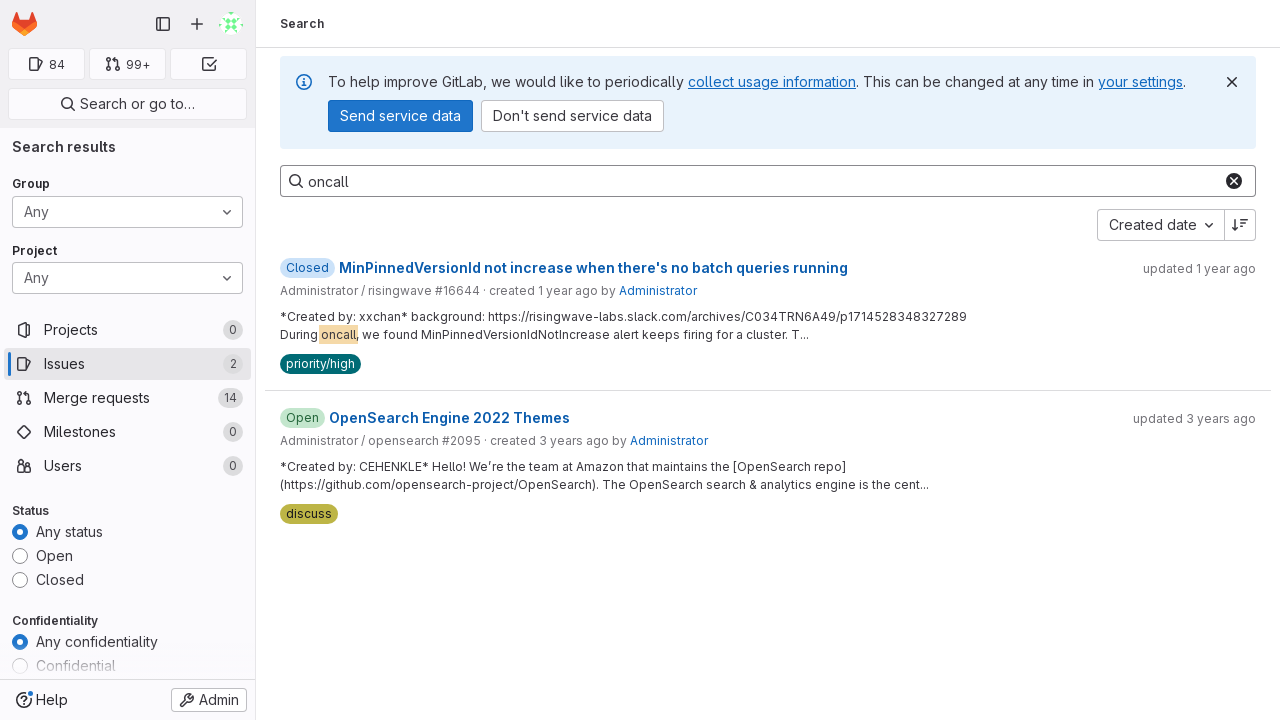 84
99+
Search or go to…
Search results
Group
Any
Project
Any
Projects 0
Issues 2
Merge requests 14
Milestones 0
Users 0
Status
Any status
Open
Closed
Confidentiality
Any confidentiality
Confidential
Help
Admin
Search
To help improve GitLab, we would like to periodically collect usage information. This can be changed at any time in your settings.
Send service data
Don't send service data
oncall
Created date
Closed MinPinnedVersionId not increase when there's no batch queries running
updated 1 year ago
Administrator / risingwave #16644 · created 1 year ago by Administrator
*Created by: xxchan* background: https://risingwave-labs.slack.com/archives/C034TRN6A49/p1714528348327289
During oncall, we found MinPinnedVersionIdNotIncrease alert keeps firing for a cluster. T...
priority/high
Open OpenSearch Engine 2022 Themes
updated 3 years ago
Administrator / opensearch #2095 · created 3 years ago by Administrator
*Created by: CEHENKLE* Hello! We’re the team at Amazon that maintains the [OpenSearch repo]
(https://github.com/opensearch-project/OpenSearch). The OpenSearch search & analytics engine is the cent...
discuss